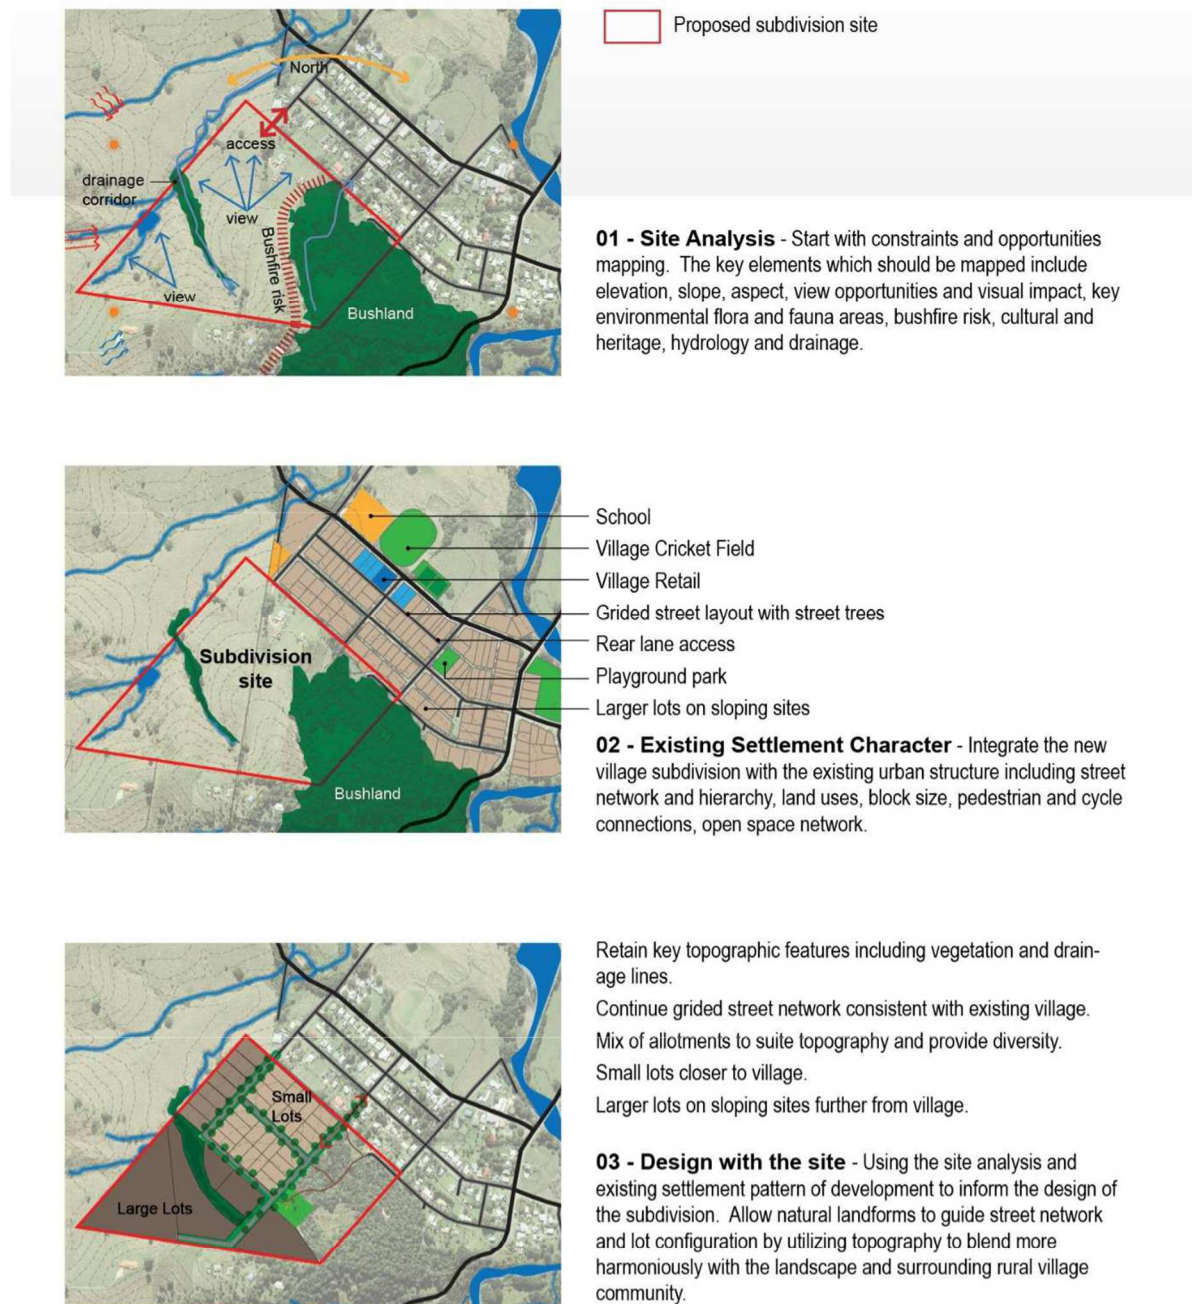 Proposed subdivision site
North
access
drainage
corridor
view
view
Bushfire risk
Bushland
01 - Site Analysis - Start with constraints and opportunities
mapping. The key elements which should be mapped include
elevation, slope, aspect, view opportunities and visual impact, key
environmental flora and fauna areas, bushfire risk, cultural and
heritage, hydrology and drainage.
School
Village Cricket Field
Village Retail
Grided street layout with street trees
Rear lane access
Playground park
Larger lots on sloping sites
Subdivision
site
Bushland
02 - Existing Settlement Character - Integrate the new
village subdivision with the existing urban structure including street
network and hierarchy, land uses, block size, pedestrian and cycle
connections, open space network.
Retain key topographic features including vegetation and drain-
age lines.
Continue grided street network consistent with existing village.
Mix of allotments to suite topography and provide diversity.
Small lots closer to village.
Larger lots on sloping sites further from village.
Small
Lots
Large Lots
03 - Design with the site - Using the site analysis and
existing settlement pattern of development to inform the design of
the subdivision. Allow natural landforms to guide street network
and lot configuration by utilizing topography to blend more
harmoniously with the landscape and surrounding rural village
community.